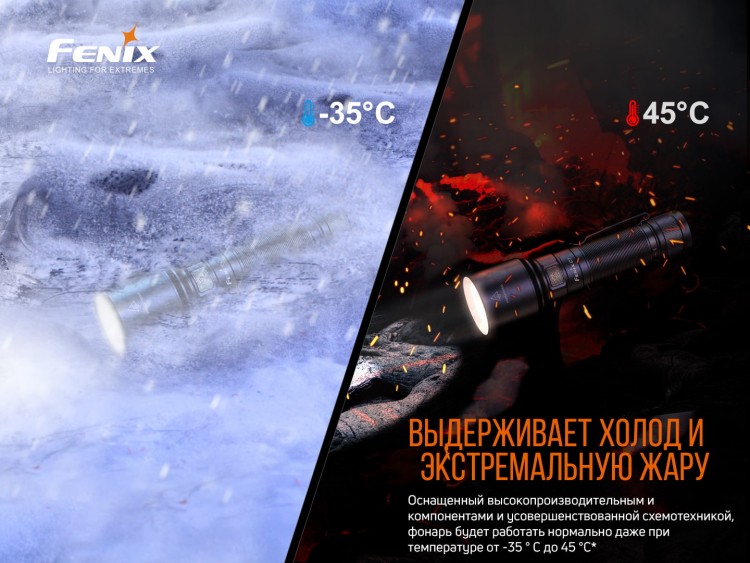 FENIX
LIGHTING FOR EXTREMES
-35°C
45°C
ВЫДЕРЖИВАЕТ ХОЛОД И
ЭКСТРЕМАЛЬНУЮ ЖАРУ
Оснащенный высокопроизводительным и
компонентами и усовершенствованной схемотехникой,
фонарь будет работать нормально даже при
температуре от -35 ° С до 45 °С*